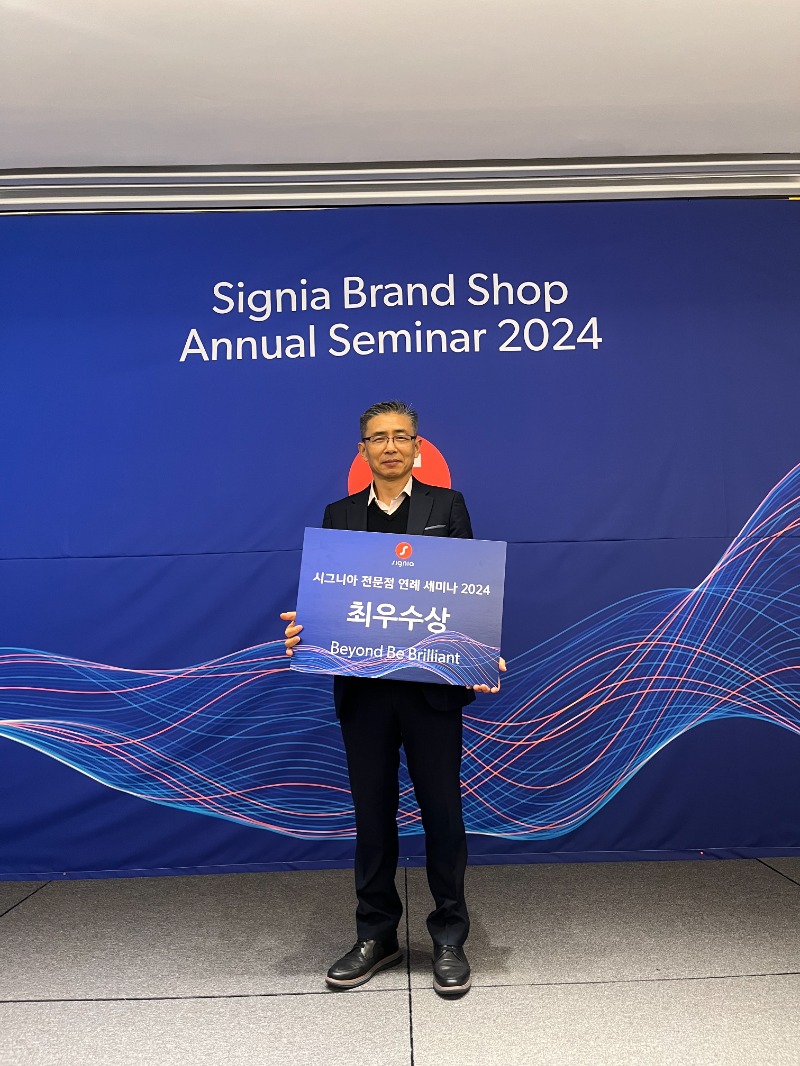 Signia Brand Shop
Annual Seminar 2024
signia
시그니아 전문점 연례 세미나 2024
최우수상
Beyond Be Brilliant